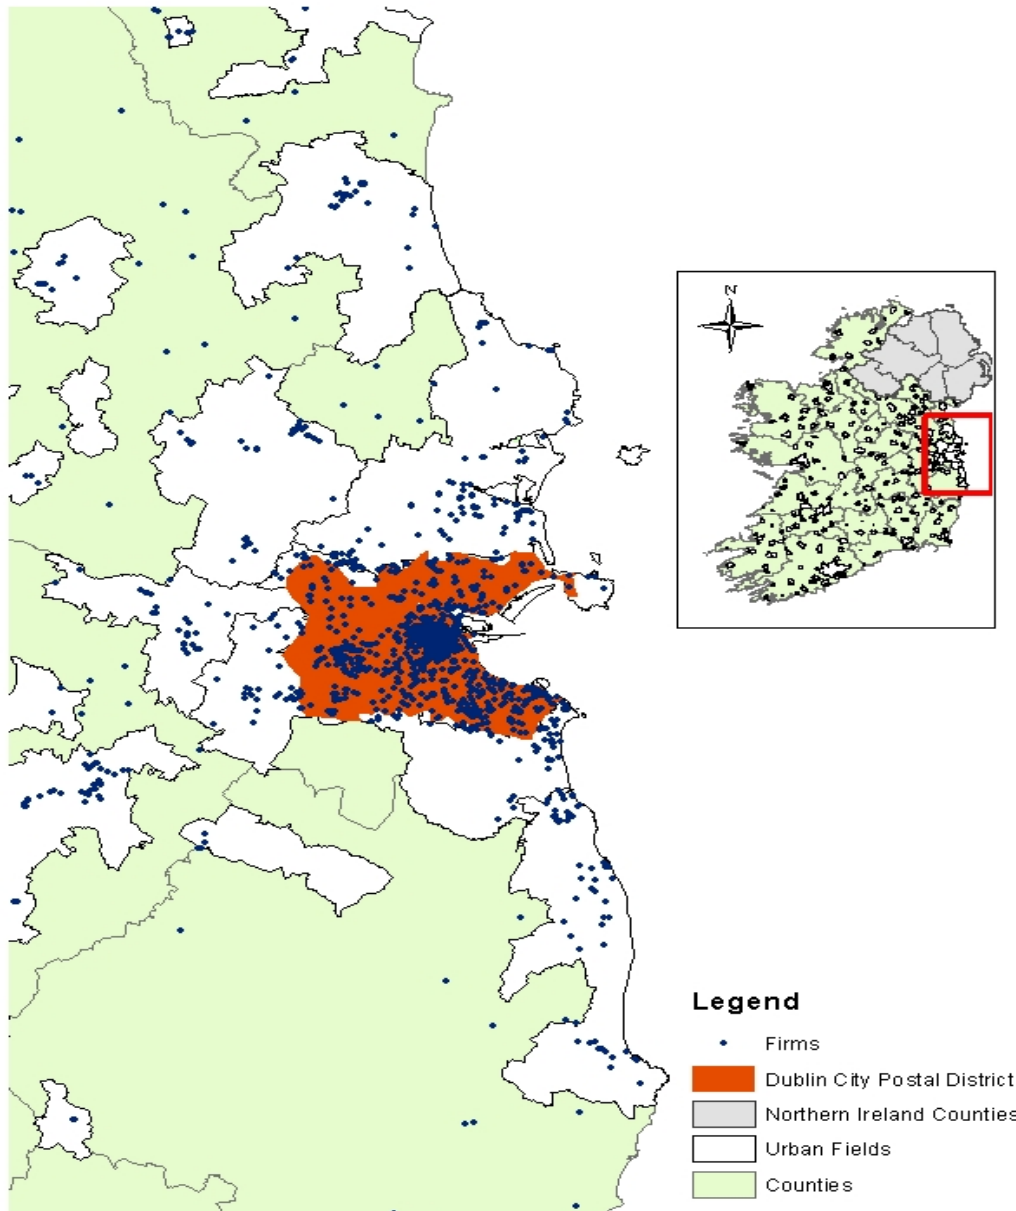 N
Legend
Firms
Dublin City Postal District
Northern Ireland Counties
Urban Fields
Counties